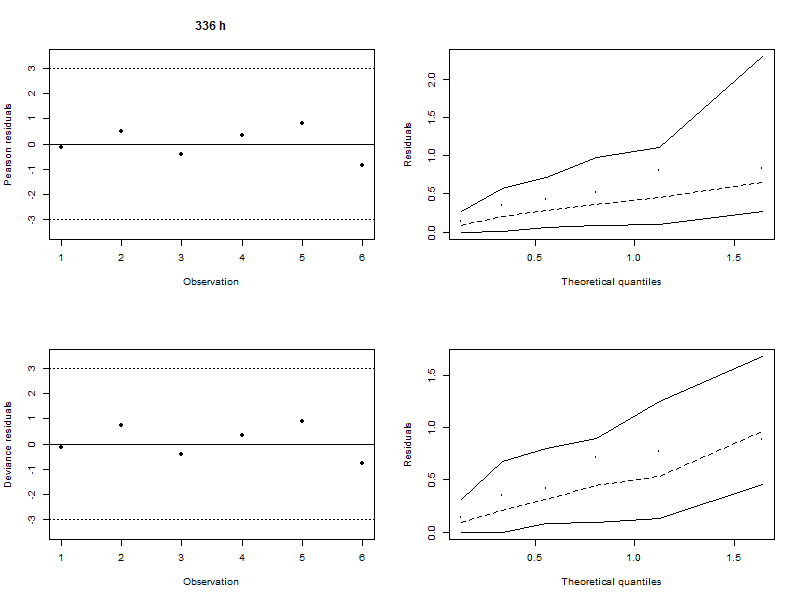 336 h
Pearson residuals
3
2
1
0
-1
-2
-3
1 2 3 4 5 6
Observation
Residuals
2.0
1.5
1.0
0.5
0.0
0.5 1.0 1.5
Theoretical quantiles
Deviance residuals
3
2
1
0
-1
-2
-3
1 2 3 4 5 6
Observation
Residuals
1.5
1.0
0.5
0.0
0.5 1.0 1.5
Theoretical quantiles